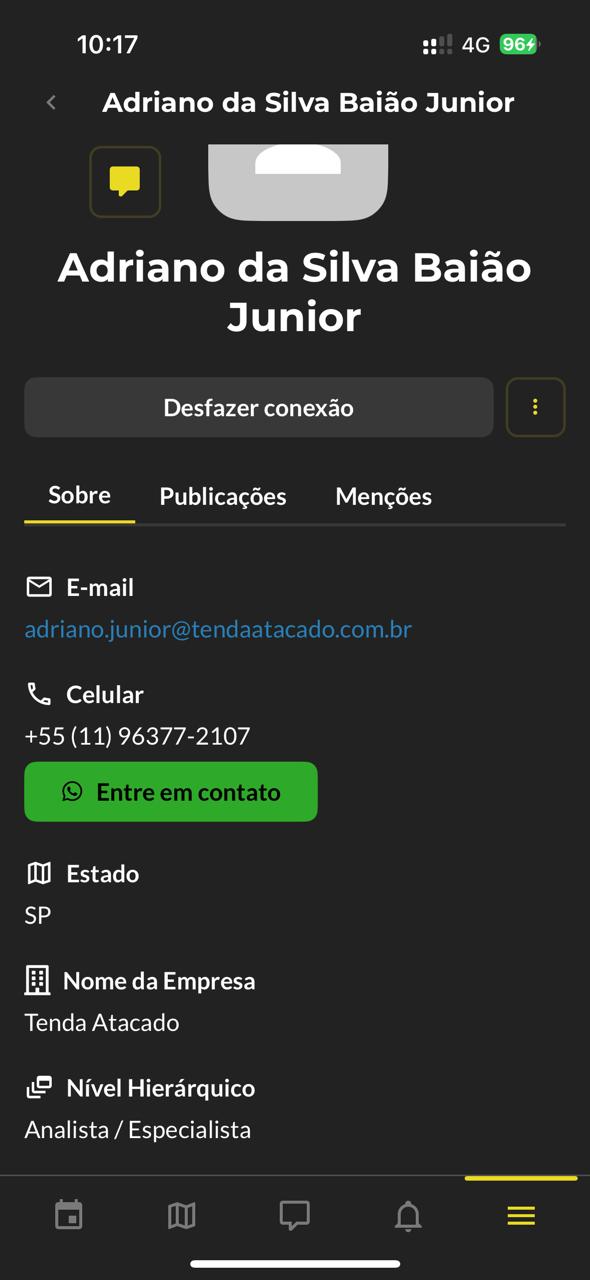 10:17
4G
96
Adriano da Silva Baião Junior
Adriano da Silva Baião
Junior
Desfazer conexão
Sobre
Publicações
Menções
E-mail
adriano.junior@tendaatacado.com.br
Celular
+55 (11) 96377-2107
Entre em contato
Estado
SP
Nome da Empresa
Tenda Atacado
Nível Hierárquico
Analista / Especialista